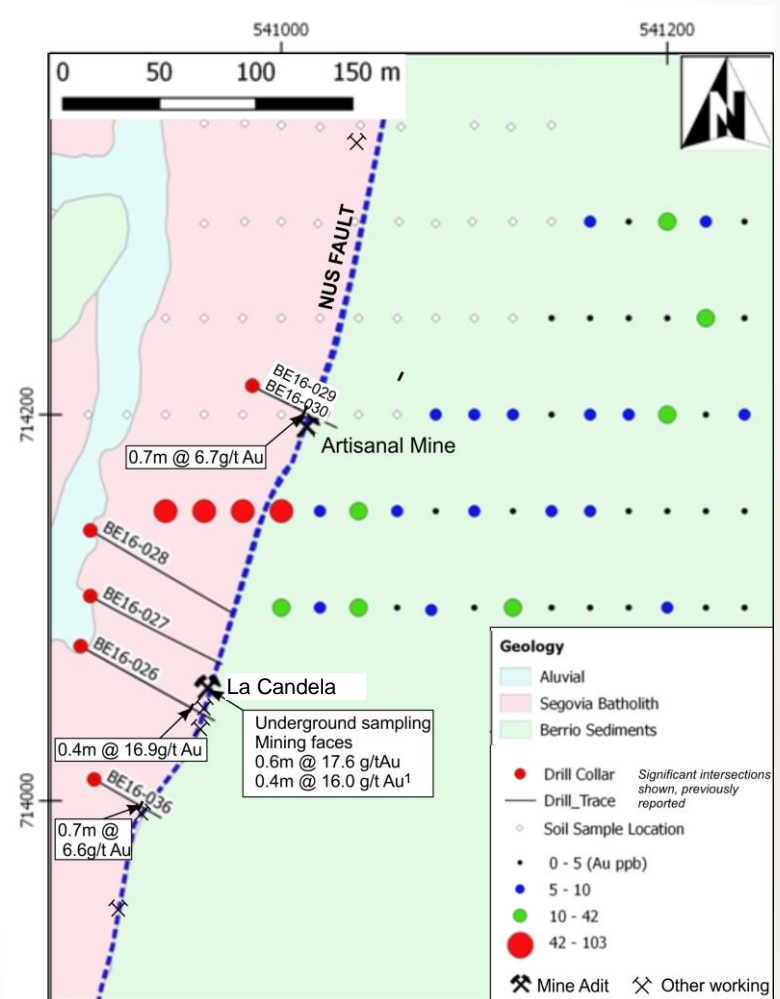 541000
541200
0 50 100 150 m
N
NUS FAULT
714200
BE16-029
BE16-030
0.7m @ 6.7g/t Au
Artisanal Mine
BE16-028
BE16-027
BE16-026
La Candela
Underground sampling
Mining faces
0.6m @ 17.6 g/tAu
0.4m @ 16.0 g/t Au¹
0.4m @ 16.9g/t Au
714000
BE16-036
0.7m @
6.6g/t Au
Geology
Aluvial
Segovia Batholith
Berrio Sediments
Drill Collar
Significant intersections
shown, previously
reported
Drill_Trace
Soil Sample Location
0 - 5 (Au ppb)
5 - 10
10 - 42
42 - 103
Mine Adit
Other working